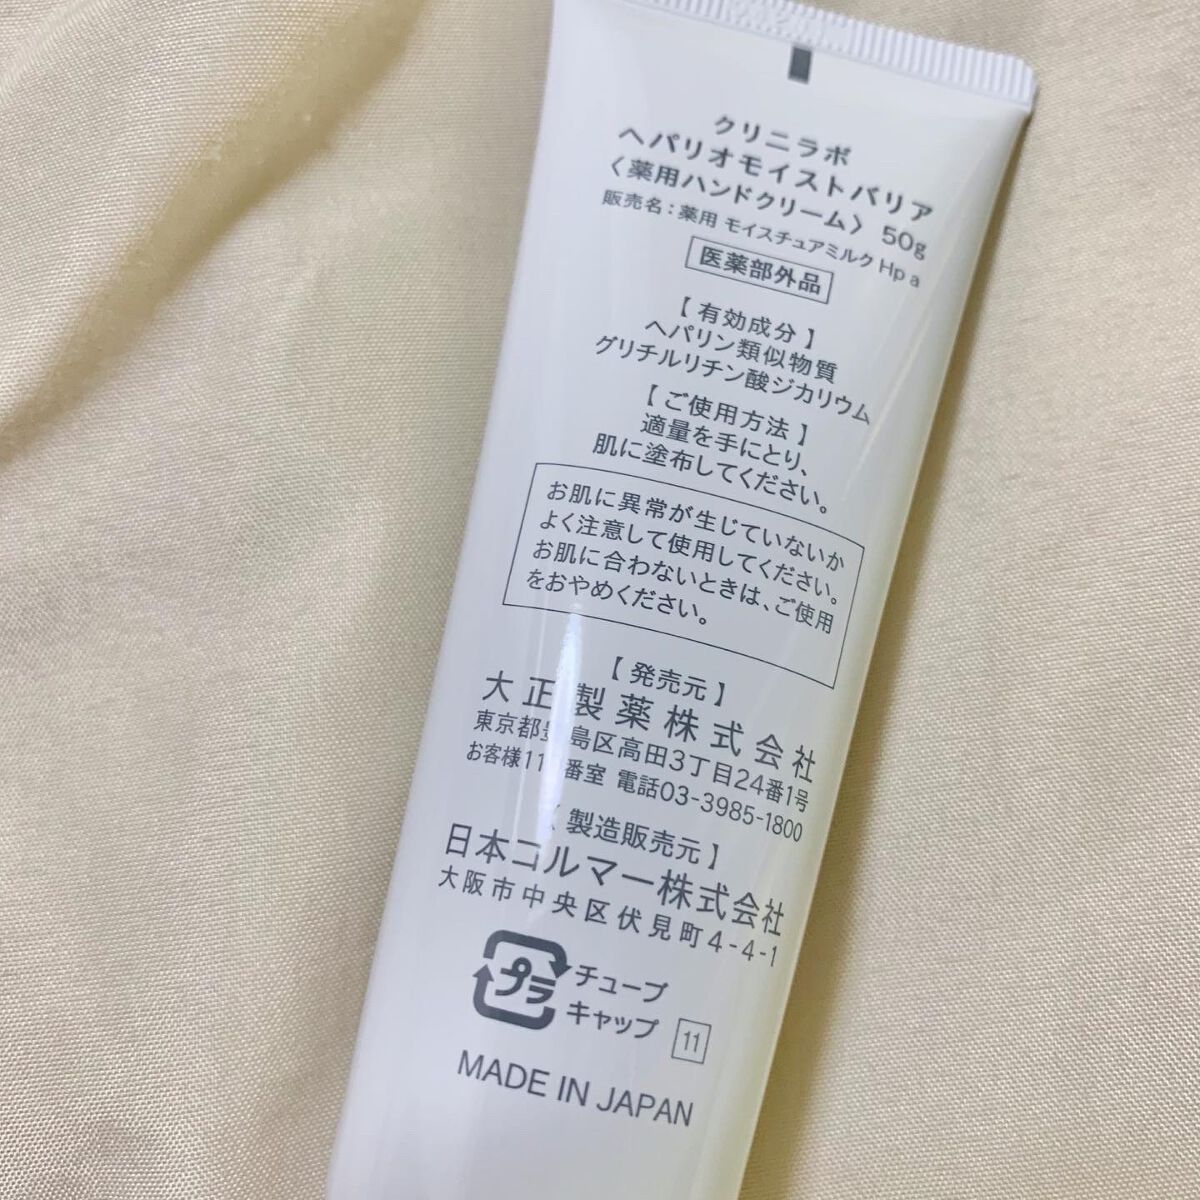 クリニラボ
ヘパリオモイストバリア
〈薬用ハンドクリーム〉 50g
販売名:薬用 モイスチュアミルク Hp a
医薬部外品
【有効成分】
ヘパリン類似物質
グリチルリチン酸ジカリウム
【ご使用方法】
適量を手にとり、
肌に塗布してください。
お肌に異常が生じていないか
よく注意して使用してください。
お肌に合わないときは、ご使用
をおやめください。
【発売元】
大正製薬株式会社
東京都豊島区高田3丁目24番1号
お客様119番室 電話03-3985-1800
【製造販売元】
日本コルマー株式会社
大阪市中央区伏見町4-4-1
プラ
チューブ
キャップ
11
MADE IN JAPAN